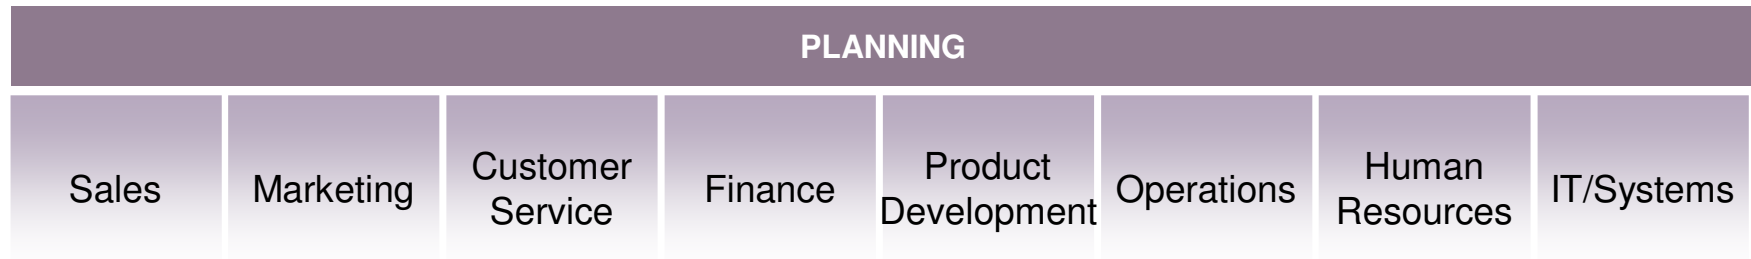 PLANNING
Sales
Marketing
Customer
Service
Finance
Product
Development
Operations
Human
Resources
IT/Systems